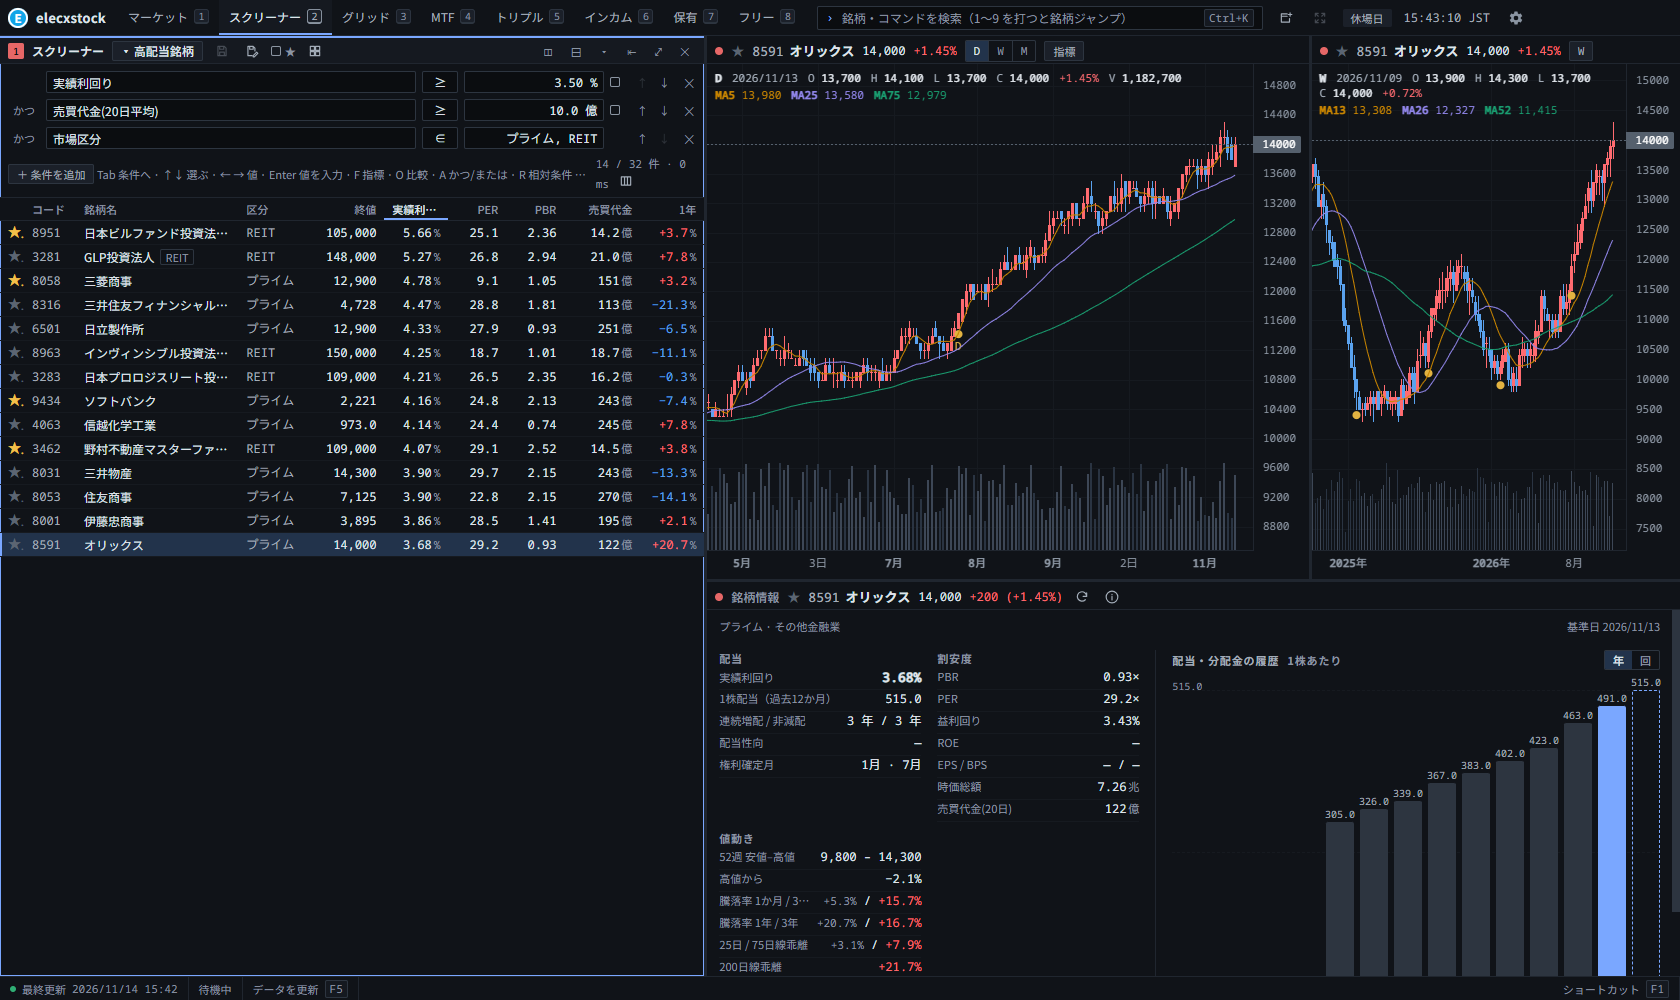 elecxstock マーケット 1 スクリーナー 2 グリッド 3 MTF 4 トリプル 5 インカム 6 保有 7 フリー 8 › 銘柄・コマンドを検索（1〜9 を打つと銘柄ジャンプ） Ctrl+K 休場日 15:43:10 JST
1 スクリーナー 高配当銘柄
実績利回り ≥ 3.50 %
かつ 売買代金(20日平均) ≥ 10.0 億
かつ 市場区分 ∈ プライム, REIT
＋ 条件を追加 Tab 条件へ · ↑↓ 選ぶ · ←→ 値 · Enter 値を入力 · F 指標 · O 比較 · A かつ/または · R 相対条件 … 14 / 32 件 · 0 ms
コード 銘柄名 区分 終値 実績利… PER PBR 売買代金 1年
8951 日本ビルファンド投資法… REIT 105,000 5.66% 25.1 2.36 14.2億 +3.7%
3281 GLP投資法人 REIT 148,000 5.27% 26.8 2.94 21.0億 +7.8%
8058 三菱商事 プライム 12,900 4.78% 9.1 1.05 151億 +3.2%
8316 三井住友フィナンシャル… プライム 4,728 4.47% 28.8 1.81 113億 −21.3%
6501 日立製作所 プライム 12,900 4.33% 27.9 0.93 251億 −6.5%
8963 インヴィンシブル投資法… REIT 150,000 4.25% 18.7 1.01 18.7億 −11.1%
3283 日本プロロジスリート投… REIT 109,000 4.21% 26.5 2.35 16.2億 −0.3%
9434 ソフトバンク プライム 2,221 4.16% 24.8 2.13 243億 −7.4%
4063 信越化学工業 プライム 973.0 4.14% 24.4 0.74 245億 +7.8%
3462 野村不動産マスターファ… REIT 109,000 4.07% 27.1 2.52 14.5億 +3.8%
8031 三井物産 プライム 14,300 3.90% 29.7 2.15 243億 −13.3%
8053 住友商事 プライム 7,125 3.90% 22.8 2.15 270億 −14.1%
8001 伊藤忠商事 プライム 3,895 3.86% 28.5 1.41 195億 +2.1%
8591 オリックス プライム 14,000 3.68% 29.2 0.93 122億 +20.7%
8591 オリックス 14,000 +1.45% D W M 指標
D 2026/11/13 O 13,700 H 14,100 L 13,700 C 14,000 +1.45% V 1,182,700
MA5 13,980 MA25 13,580 MA75 12,979
14800
14400
14000
13600
13200
12800
12400
12000
11600
11200
10800
10400
10000
9600
9200
8800
D
5月 3日 7月 8月 9月 2日 11月
8591 オリックス 14,000 +1.45% W
W 2026/11/09 O 13,900 H 14,300 L 13,700
C 14,000 +0.72%
MA13 13,308 MA26 12,327 MA52 11,415
15000
14500
14000
13500
13000
12500
12000
11500
11000
10500
10000
9500
9000
8500
8000
7500
2025年 2026年 8月
銘柄情報 8591 オリックス 14,000 +200 (+1.45%)
プライム · その他金融業 基準日 2026/11/13
配当
実績利回り 3.68%
1株配当（過去12か月） 515.0
連続増配 / 非減配 3 年 / 3 年
配当性向 —
権利確定月 1月 · 7月
割安度
PBR 0.93×
PER 29.2×
益利回り 3.43%
ROE —
EPS / BPS — / —
時価総額 7.26兆
売買代金(20日) 122億
値動き
52週 安値–高値 9,800 – 14,300
高値から −2.1%
騰落率 1か月 / 3… +5.3% / +15.7%
騰落率 1年 / 3年 +20.7% / +16.7%
25日 / 75日線乖離 +3.1% / +7.9%
200日線乖離 +21.7%
配当・分配金の履歴 1株あたり 年 回
515.0
305.0 326.0 339.0 367.0 383.0 402.0 423.0 463.0 491.0 515.0
最終更新 2026/11/14 15:42 待機中 データを更新 F5 ショートカット F1